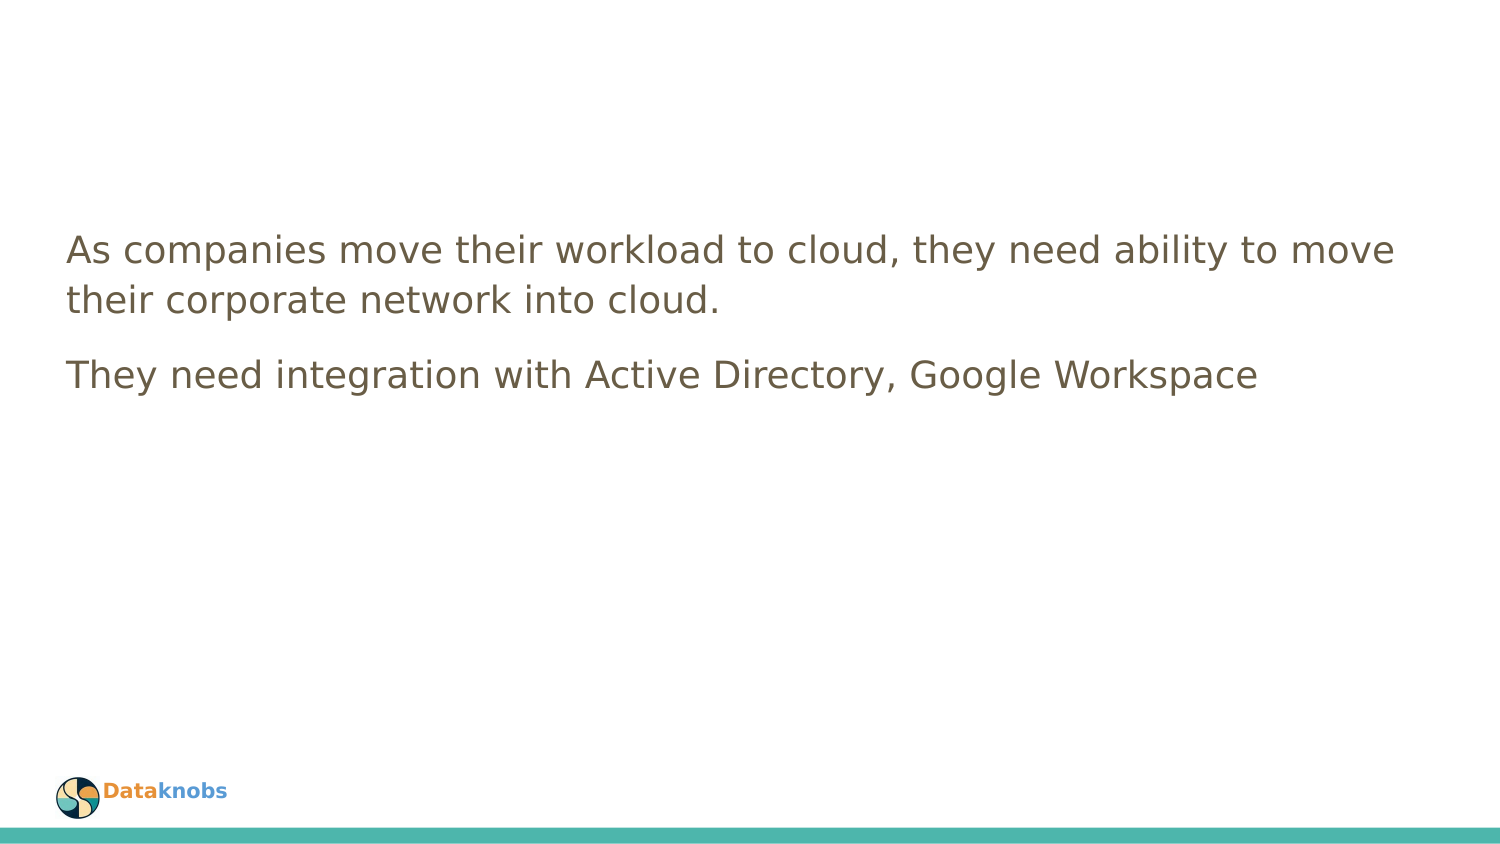 As companies move their workload to cloud, they need ability to move
their corporate network into cloud.
They need integration with Active Directory, Google Workspace
Dataknobs